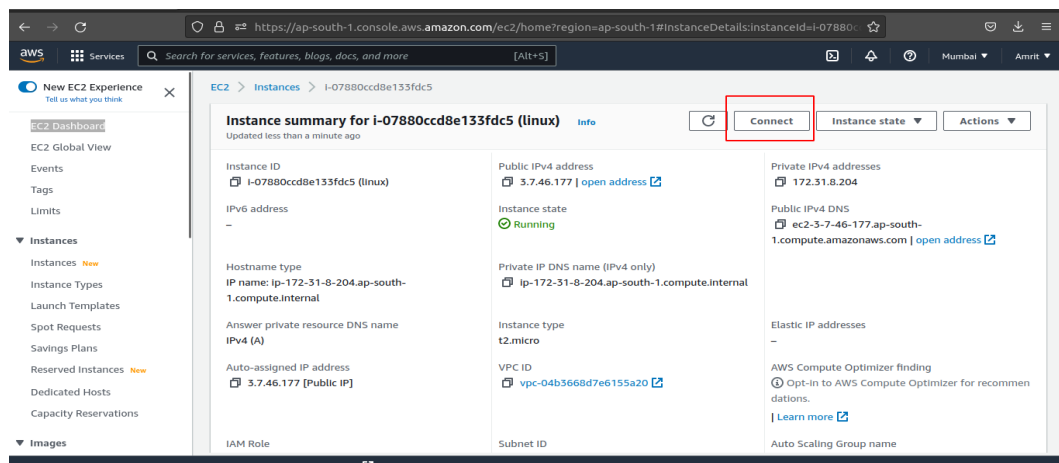 https://ap-south-1.console.aws.amazon.com/ec2/home?region=ap-south-1#InstanceDetails:instanceId=i-07880c
aws
Services
Search for services, features, blogs, docs, and more
[Alt+S]
Mumbai ▼
Amrit ▼
New EC2 Experience
Tell us what you think
EC2 Dashboard
EC2 Global View
Events
Tags
Limits
▼ Instances
Instances New
Instance Types
Launch Templates
Spot Requests
Savings Plans
Reserved Instances New
Dedicated Hosts
Capacity Reservations
▼ Images
EC2 > Instances > i-07880ccd8e133fdc5
Instance summary for i-07880ccd8e133fdc5 (linux) Info
Updated less than a minute ago
Connect
Instance state ▼
Actions ▼
Instance ID
i-07880ccd8e133fdc5 (linux)
Public IPv4 address
3.7.46.177 | open address
Private IPv4 addresses
172.31.8.204
IPv6 address
–
Instance state
Running
Public IPv4 DNS
ec2-3-7-46-177.ap-south-
1.compute.amazonaws.com | open address
Hostname type
IP name: ip-172-31-8-204.ap-south-
1.compute.internal
Private IP DNS name (IPv4 only)
ip-172-31-8-204.ap-south-1.compute.internal
Answer private resource DNS name
IPv4 (A)
Instance type
t2.micro
Elastic IP addresses
–
Auto-assigned IP address
3.7.46.177 [Public IP]
VPC ID
vpc-04b3668d7e6155a20
AWS Compute Optimizer finding
Opt-in to AWS Compute Optimizer for recommen
dations.
| Learn more
IAM Role
Subnet ID
Auto Scaling Group name